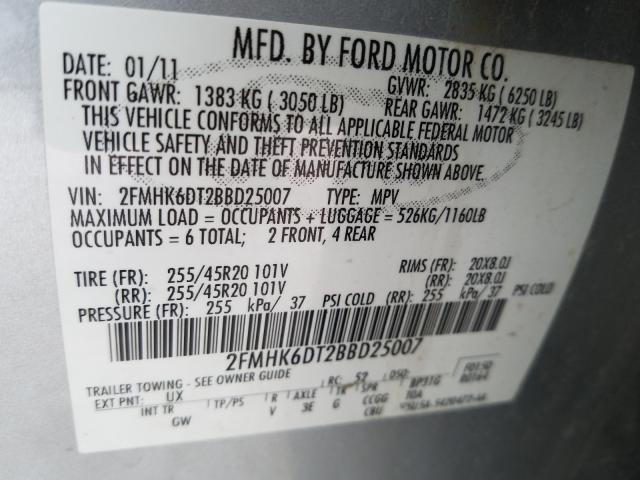 MFD. BY FORD MOTOR CO.
DATE: 01/11 GVWR: 2835 KG ( 6250 LB)
FRONT GAWR: 1383 KG ( 3050 LB) REAR GAWR: 1472 KG ( 3245 LB)
THIS VEHICLE CONFORMS TO ALL APPLICABLE FEDERAL MOTOR
VEHICLE SAFETY AND THEFT PREVENTION STANDARDS
IN EFFECT ON THE DATE OF MANUFACTURE SHOWN ABOVE.
VIN: 2FMHK6DT2BBD25007 TYPE: MPV
MAXIMUM LOAD = OCCUPANTS + LUGGAGE = 526KG/1160LB
OCCUPANTS = 6 TOTAL; 2 FRONT, 4 REAR
TIRE (FR): 255/45R20 101V RIMS (FR): 20X8.0J
(RR): 255/45R20 101V (RR): 20X8.0J
PRESSURE (FR): 255 kPa/ 37 PSI COLD (RR): 255 kPa/ 37 PSI COLD
2FMHK6DT2BBD25007
TRAILER TOWING - SEE OWNER GUIDE
EXT PNT: UX RC: 52 DSO:
INT TR TP/PS R AXLE TR SPR BP3TG
GW V 3E G CCGG 10A
CBU